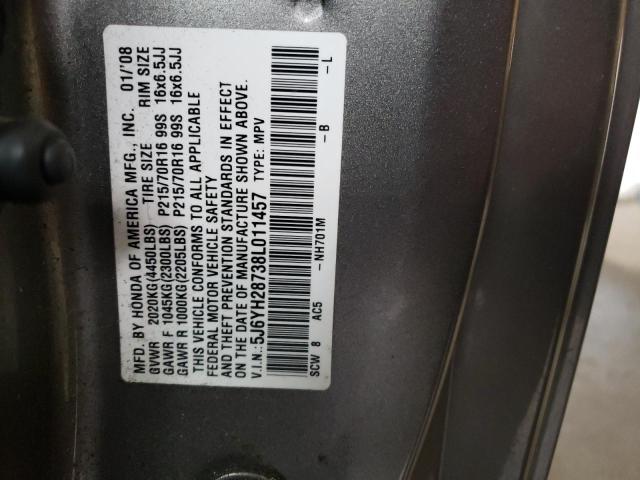 MFD. BY HONDA OF AMERICA MFG., INC. 01/'08
TIRE SIZE RIM SIZE
GVWR 2020KG(4450LBS)
GAWR F 1045KG(2300LBS) P215/70R16 99S 16x6.5JJ
GAWR R 1000KG(2205LBS) P215/70R16 99S 16x6.5JJ
THIS VEHICLE CONFORMS TO ALL APPLICABLE
FEDERAL MOTOR VEHICLE SAFETY
AND THEFT PREVENTION STANDARDS IN EFFECT
ON THE DATE OF MANUFACTURE SHOWN ABOVE.
V.I.N.: 5J6YH28738L011457 TYPE: MPV
SCW 8 AC5 -NH701M -B -L